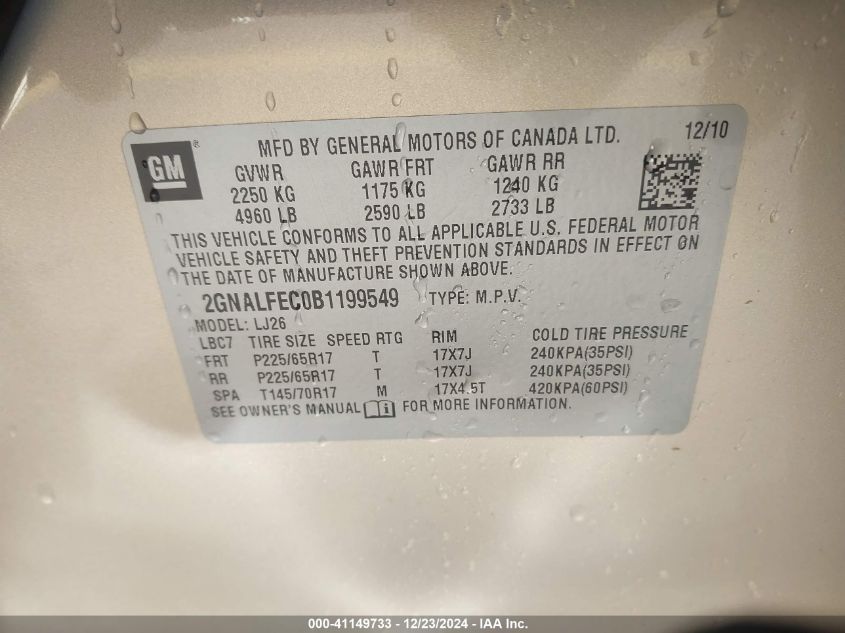 GM® MFD BY GENERAL MOTORS OF CANADA LTD. 12/10
GVWR GAWR FRT GAWR RR
2250 KG 1175 KG 1240 KG
4960 LB 2590 LB 2733 LB
THIS VEHICLE CONFORMS TO ALL APPLICABLE U.S. FEDERAL MOTOR
VEHICLE SAFETY AND THEFT PREVENTION STANDARDS IN EFFECT ON
THE DATE OF MANUFACTURE SHOWN ABOVE.
2GNALFEC0B1199549 TYPE: M.P.V.
MODEL: LJ26
LBC7 TIRE SIZE SPEED RTG RIM COLD TIRE PRESSURE
FRT P225/65R17 T 17X7J 240KPA(35PSI)
RR P225/65R17 T 17X7J 240KPA(35PSI)
SPA T145/70R17 M 17X4.5T 420KPA(60PSI)
SEE OWNER'S MANUAL FOR MORE INFORMATION.
000-41149733 - 12/23/2024 - IAA Inc.